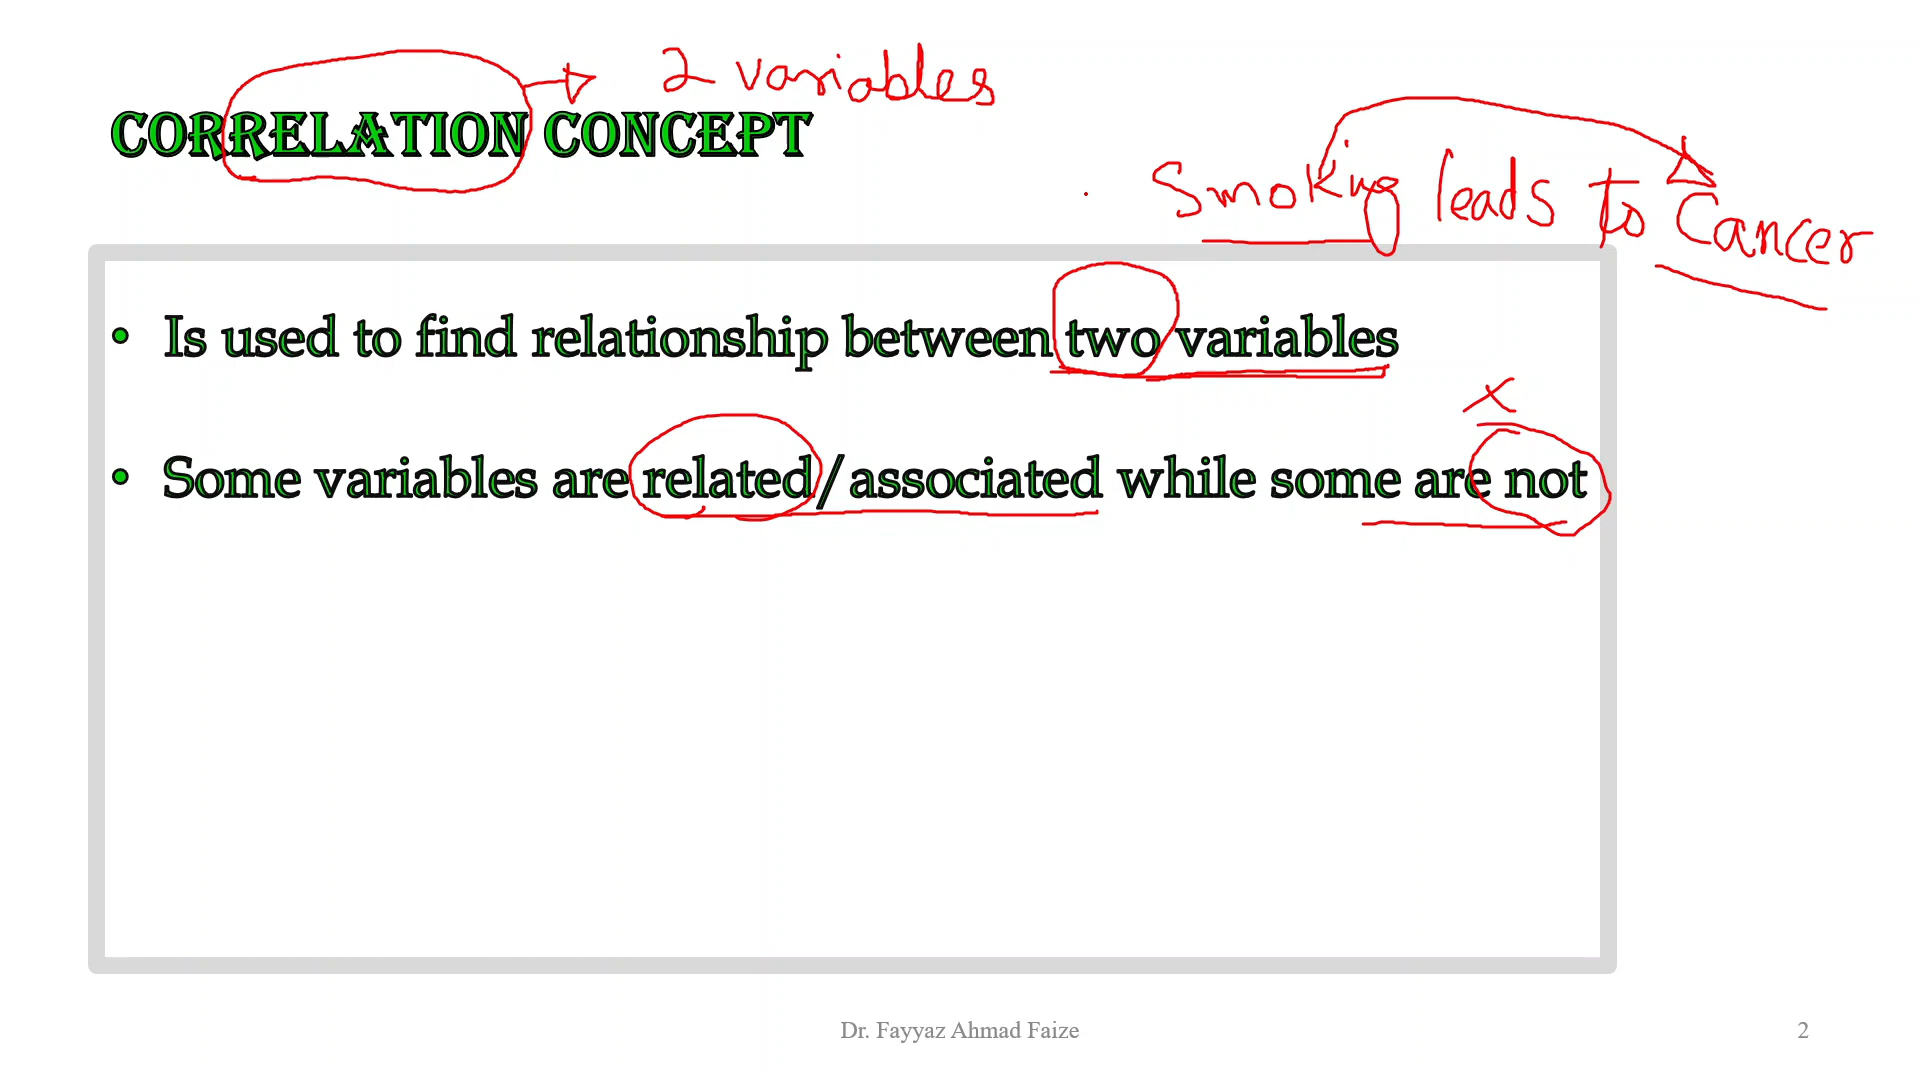 2 variables
CORRELATION CONCEPT
Smoking leads to Cancer
• Is used to find relationship between two variables
x
• Some variables are related/associated while some are not
Dr. Fayyaz Ahmad Faize
2